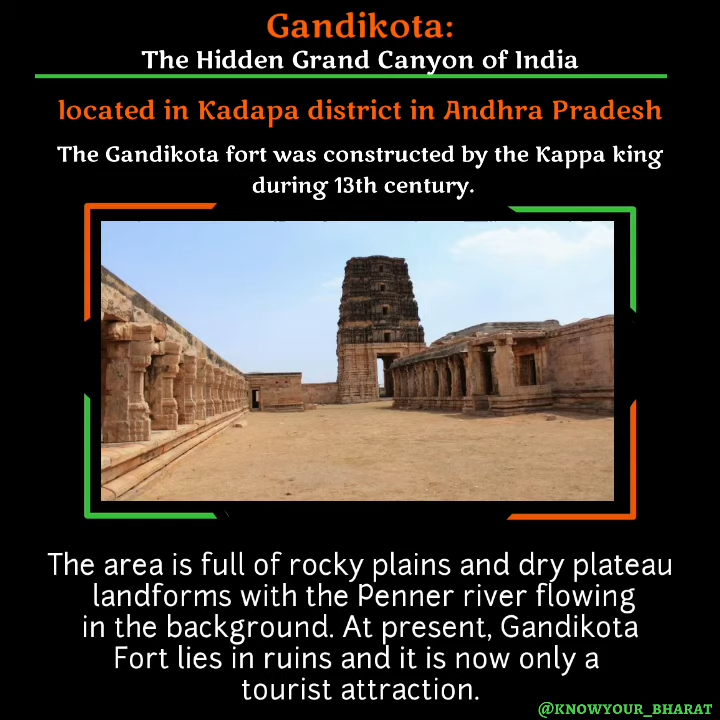 Gandikota:
The Hidden Grand Canyon of India
located in Kadapa district in Andhra Pradesh
The Gandikota fort was constructed by the Kappa king
during 13th century.
The area is full of rocky plains and dry plateau
landforms with the Penner river flowing
in the background. At present, Gandikota
Fort lies in ruins and it is now only a
tourist attraction.
@KNOWYOUR_BHARAT